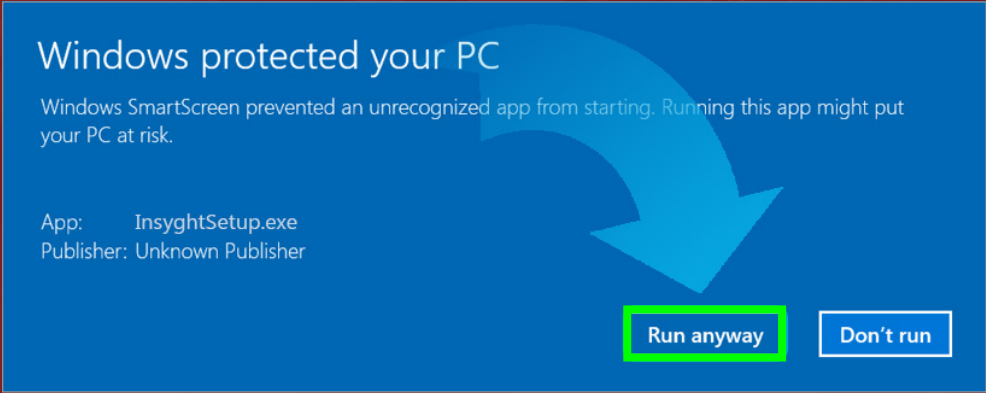 Windows protected your PC
Windows SmartScreen prevented an unrecognized app from starting. Running this app might put
your PC at risk.
App: InsyghtSetup.exe
Publisher: Unknown Publisher
Run anyway
Don't run